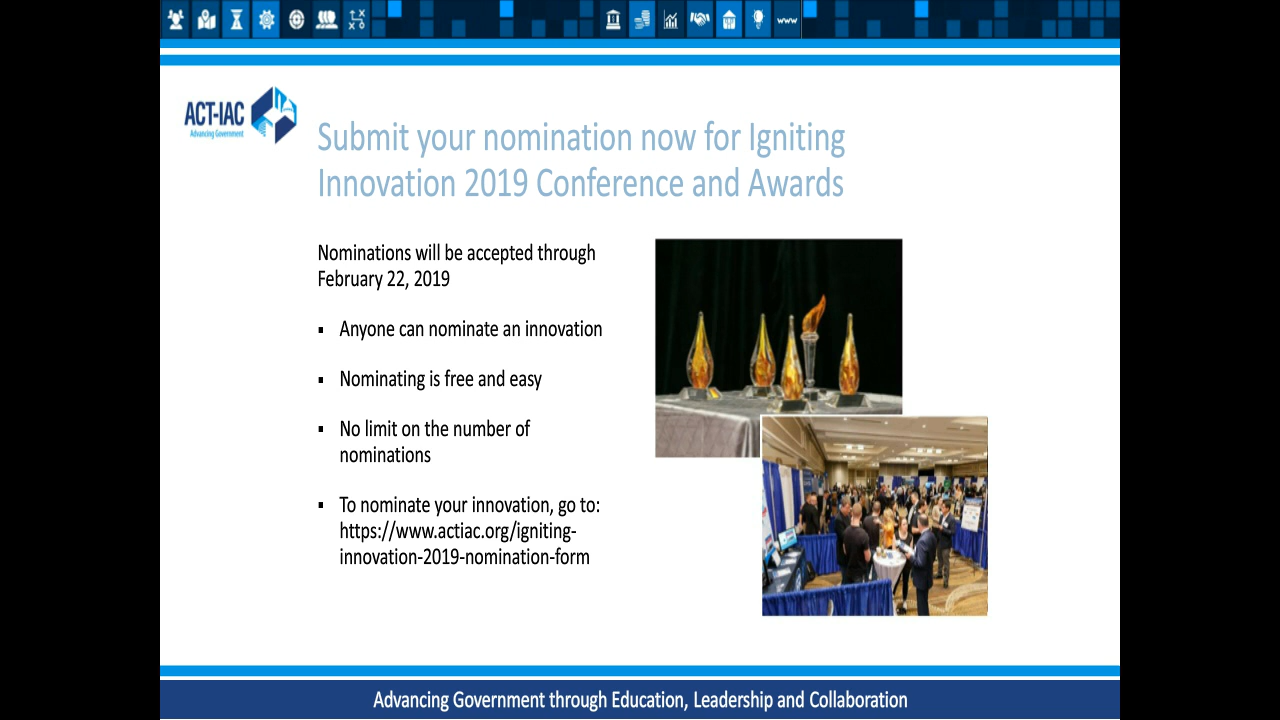 www
ACT-IAC
Advancing Government
Submit your nomination now for Igniting
Innovation 2019 Conference and Awards
Nominations will be accepted through
February 22, 2019
▪ Anyone can nominate an innovation
▪ Nominating is free and easy
▪ No limit on the number of
nominations
▪ To nominate your innovation, go to:
https://www.actiac.org/igniting-
innovation-2019-nomination-form
Advancing Government through Education, Leadership and Collaboration